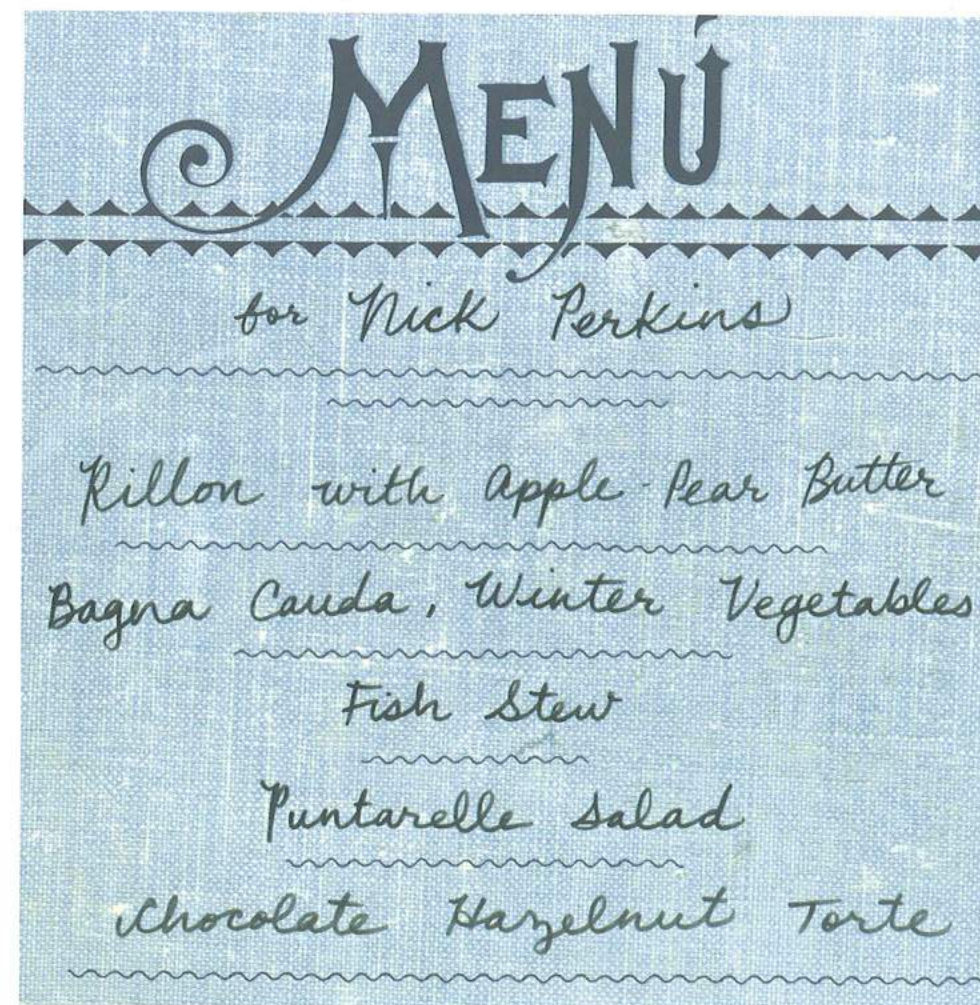 MENÚ
for Nick Perkins
Rillon with Apple-Pear Butter
Bagna Cauda, Winter Vegetables
Fish Stew
Puntarelle Salad
Chocolate Hazelnut Torte